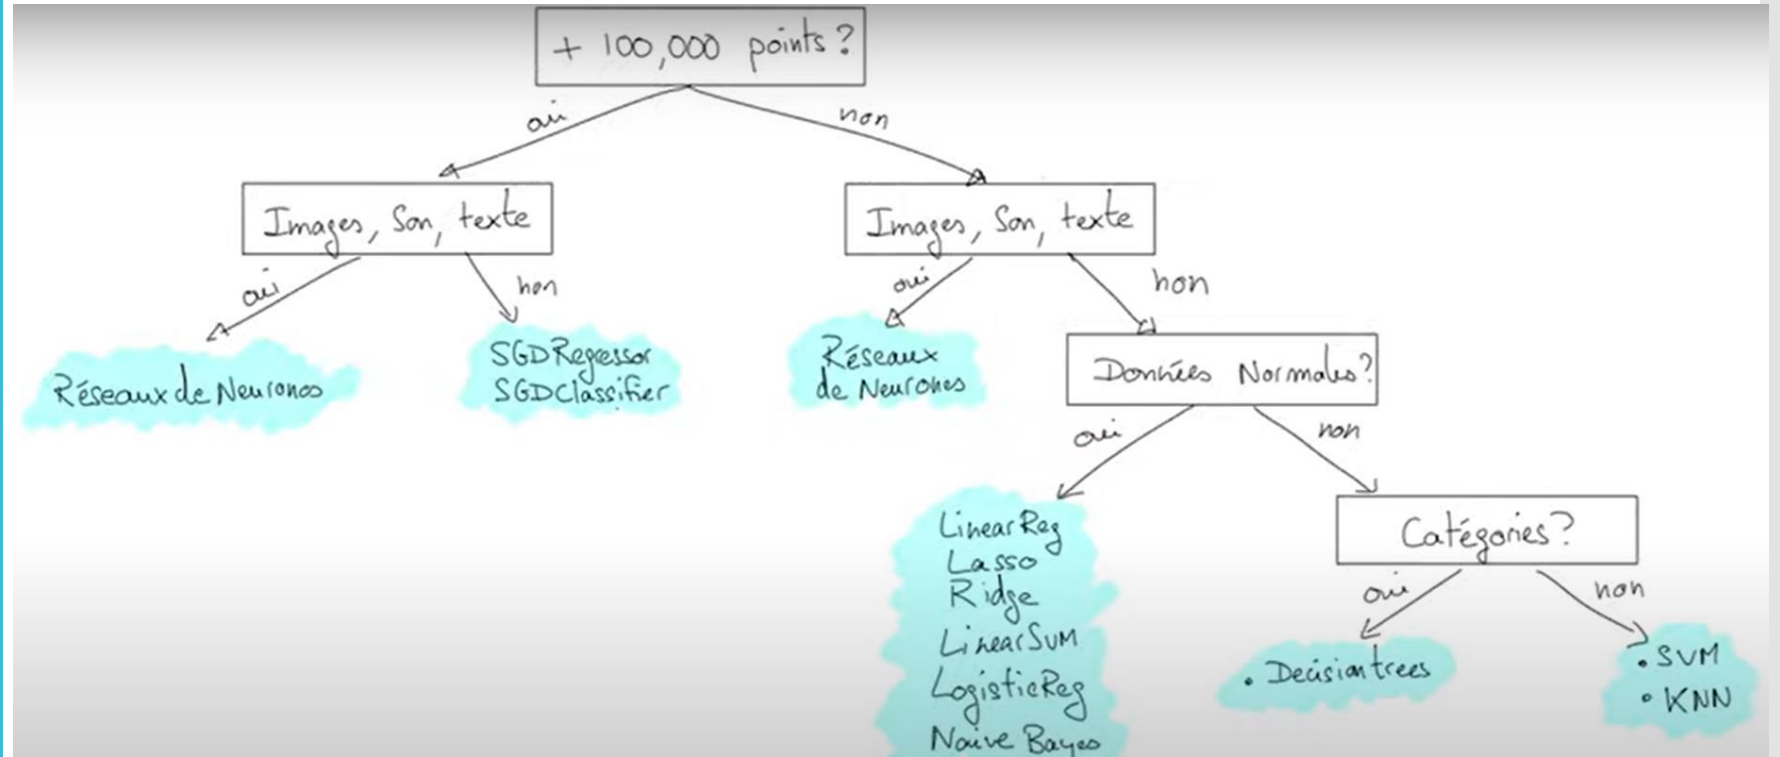 + 100,000 points?
oui
non
Images, Son, texte
Images, Son, texte
oui
non
oui
non
Réseaux de Neurones
SGDRegressor
SGDClassifier
Réseaux
de Neurones
Données Normales?
oui
non
LinearReg
Lasso
Ridge
LinearSVM
LogisticReg
Naive Bayes
Catégories?
oui
non
• Decision trees
• SVM
• KNN